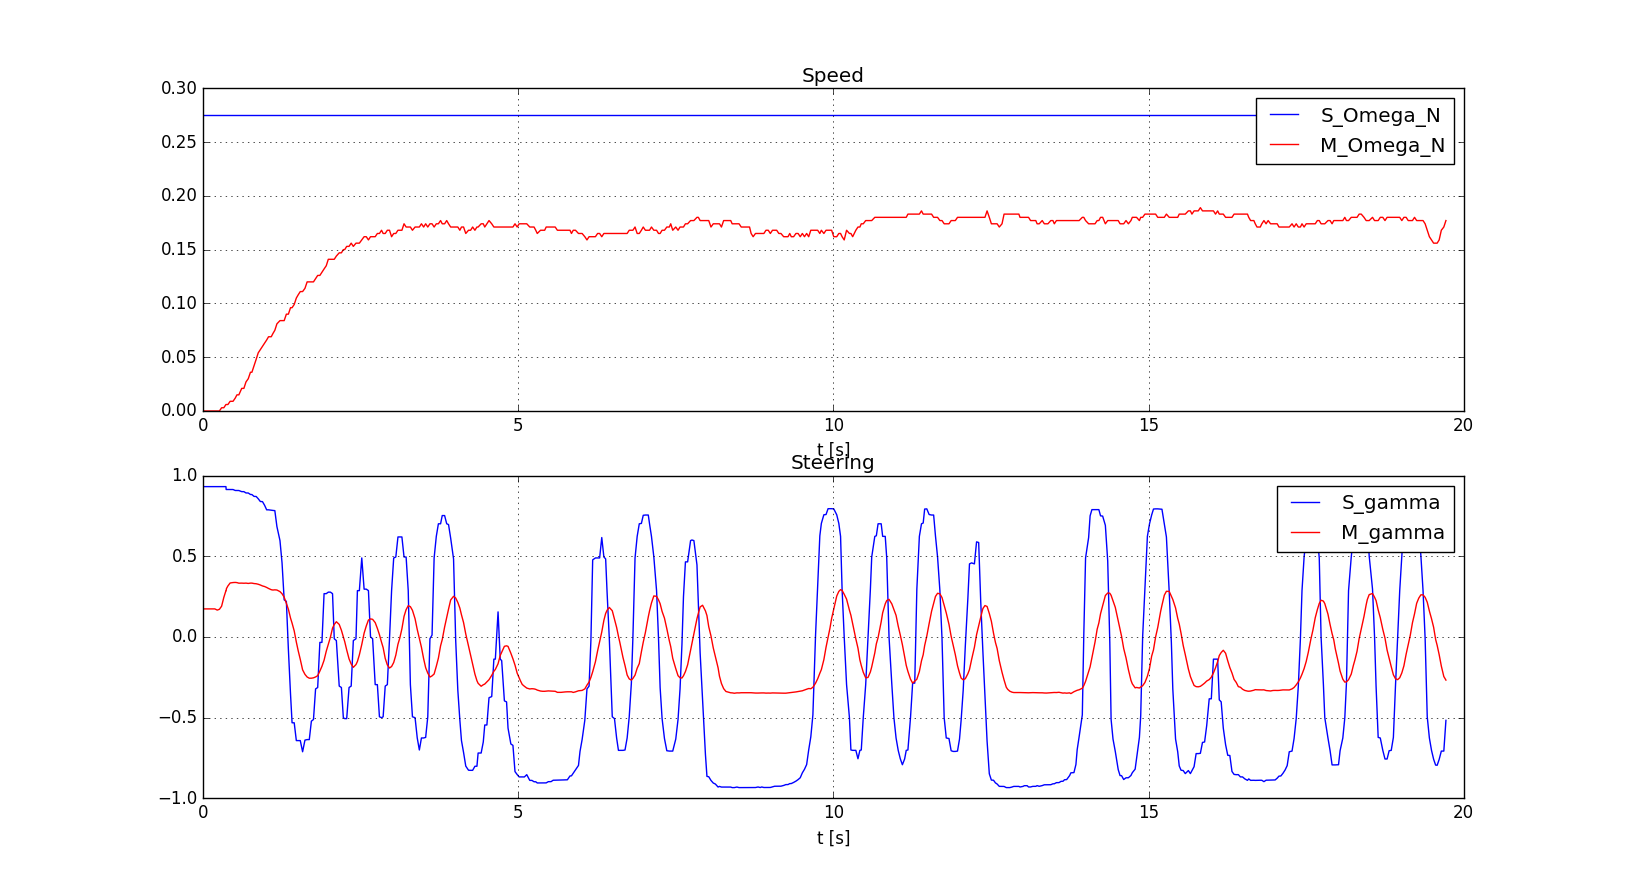 Speed
0.30
0.25
0.20
0.15
0.10
0.05
0.00
S_Omega_N
M_Omega_N
0 5 10 15 20
t [s]
Steering
1.0
0.5
0.0
−0.5
−1.0
S_gamma
M_gamma
0 5 10 15 20
t [s]